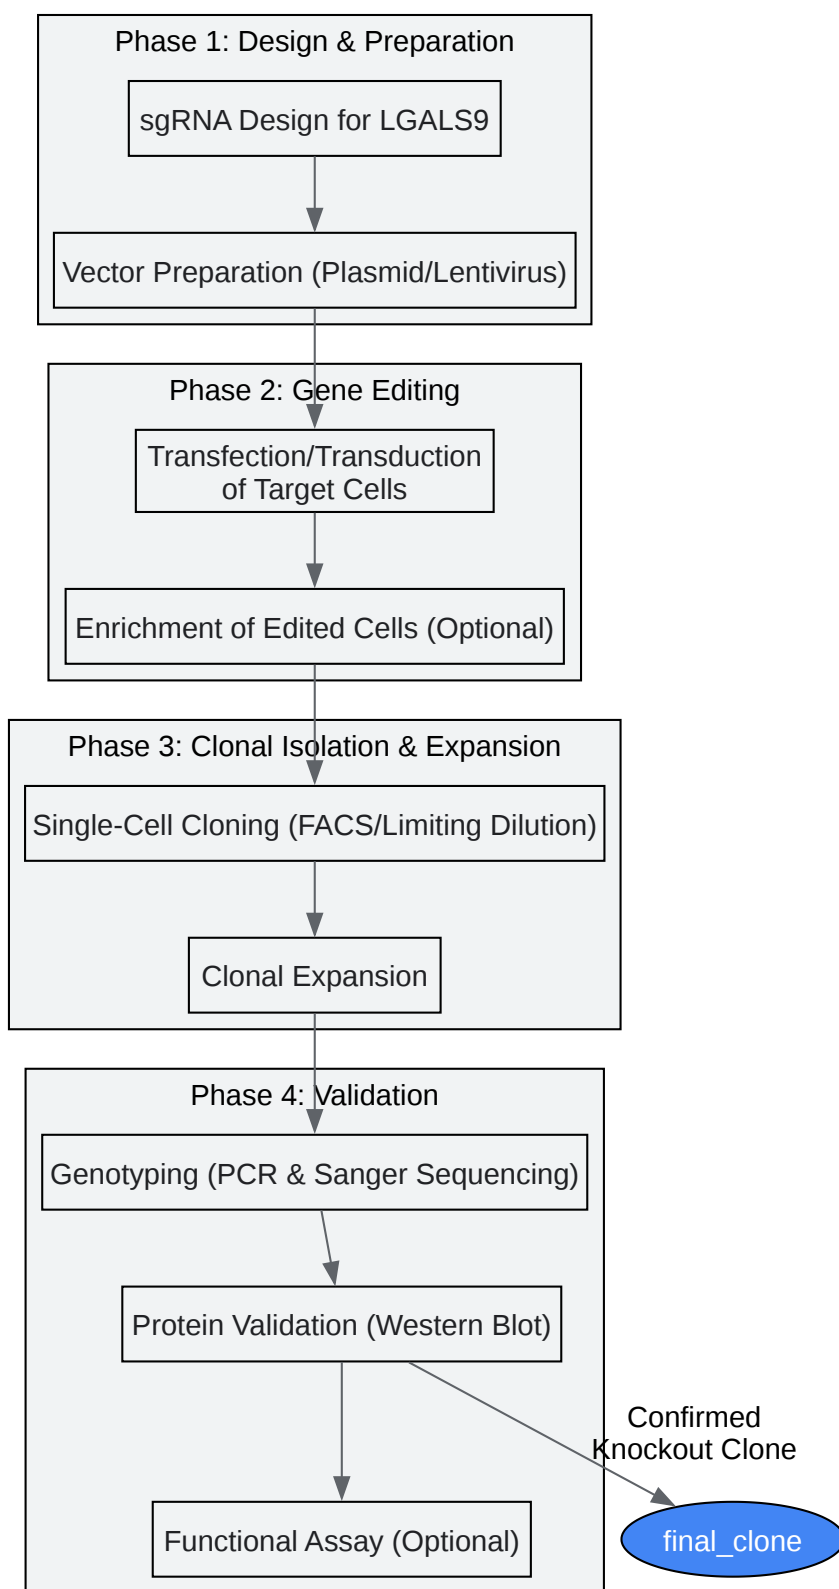 Phase 1: Design & Preparation
sgRNA Design for LGALS9
Vector Preparation (Plasmid/Lentivirus)
Phase 2: Gene Editing
Transfection/Transduction
of Target Cells
Enrichment of Edited Cells (Optional)
Phase 3: Clonal Isolation & Expansion
Single-Cell Cloning (FACS/Limiting Dilution)
Clonal Expansion
Phase 4: Validation
Genotyping (PCR & Sanger Sequencing)
Protein Validation (Western Blot)
Confirmed
Knockout Clone
Functional Assay (Optional)
final_clone